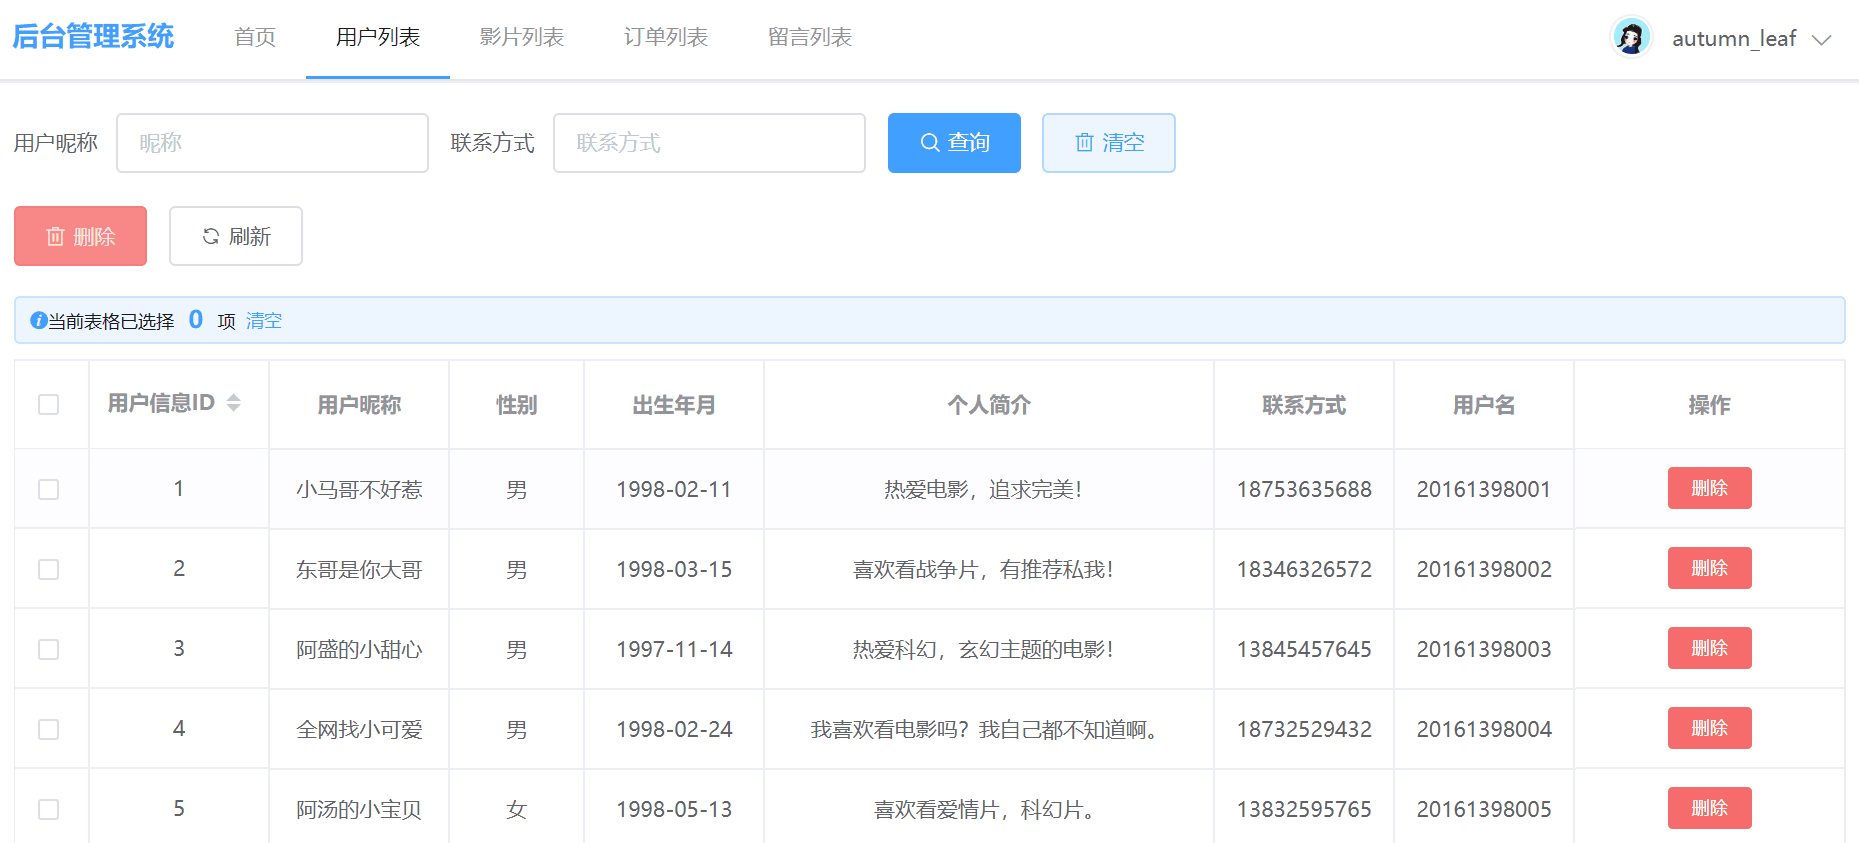 后台管理系统 首页 用户列表 影片列表 订单列表 留言列表 autumn_leaf
用户昵称 昵称 联系方式 联系方式 查询 清空
删除 刷新
当前表格已选择 0 项 清空
用户信息ID 用户昵称 性别 出生年月 个人简介 联系方式 用户名 操作
1 小马哥不好惹 男 1998-02-11 热爱电影，追求完美！ 18753635688 20161398001 删除
2 东哥是你大哥 男 1998-03-15 喜欢看战争片，有推荐私我！ 18346326572 20161398002 删除
3 阿盛的小甜心 男 1997-11-14 热爱科幻，玄幻主题的电影！ 13845457645 20161398003 删除
4 全网找小可爱 男 1998-02-24 我喜欢看电影吗？我自己都不知道啊。 18732529432 20161398004 删除
5 阿汤的小宝贝 女 1998-05-13 喜欢看爱情片，科幻片。 13832595765 20161398005 删除